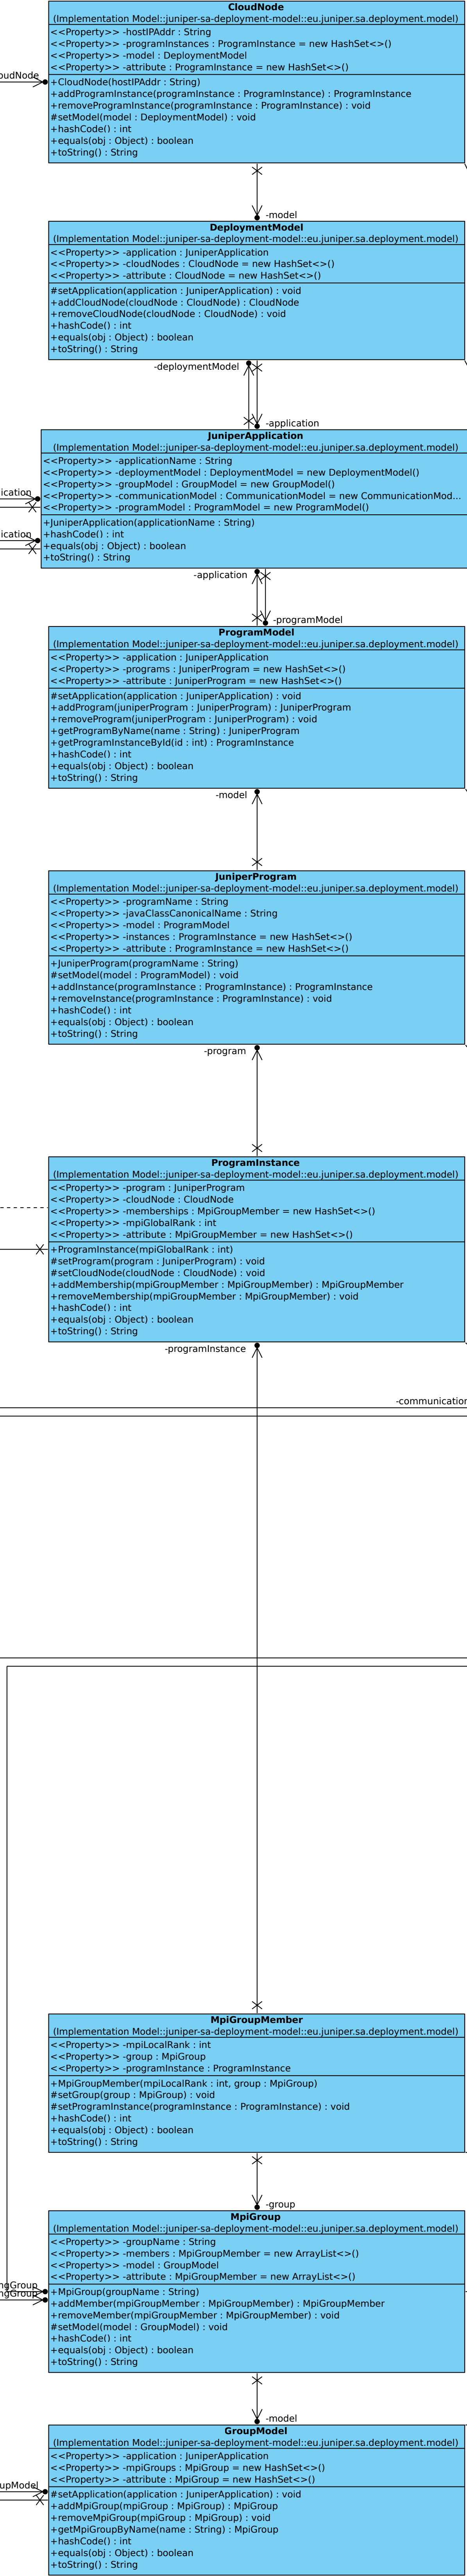 CloudNode
(Implementation Model::juniper-sa-deployment-model::eu.juniper.sa.deployment.model)
<<Property>> -hostIPAddr : String
<<Property>> -programInstances : ProgramInstance = new HashSet<>()
<<Property>> -model : DeploymentModel
<<Property>> -attribute : ProgramInstance = new HashSet<>()
oudNode
+CloudNode(hostIPAddr : String)
+addProgramInstance(programInstance : ProgramInstance) : ProgramInstance
+removeProgramInstance(programInstance : ProgramInstance) : void
#setModel(model : DeploymentModel) : void
+hashCode() : int
+equals(obj : Object) : boolean
+toString() : String
-model
DeploymentModel
(Implementation Model::juniper-sa-deployment-model::eu.juniper.sa.deployment.model)
<<Property>> -application : JuniperApplication
<<Property>> -cloudNodes : CloudNode = new HashSet<>()
<<Property>> -attribute : CloudNode = new HashSet<>()
#setApplication(application : JuniperApplication) : void
+addCloudNode(cloudNode : CloudNode) : CloudNode
+removeCloudNode(cloudNode : CloudNode) : void
+hashCode() : int
+equals(obj : Object) : boolean
+toString() : String
-deploymentModel
-application
JuniperApplication
(Implementation Model::juniper-sa-deployment-model::eu.juniper.sa.deployment.model)
<<Property>> -applicationName : String
<<Property>> -deploymentModel : DeploymentModel = new DeploymentModel()
<<Property>> -groupModel : GroupModel = new GroupModel()
ication
<<Property>> -communicationModel : CommunicationModel = new CommunicationMod...
<<Property>> -programModel : ProgramModel = new ProgramModel()
+JuniperApplication(applicationName : String)
ication
+hashCode() : int
+equals(obj : Object) : boolean
+toString() : String
-application
-programModel
ProgramModel
(Implementation Model::juniper-sa-deployment-model::eu.juniper.sa.deployment.model)
<<Property>> -application : JuniperApplication
<<Property>> -programs : JuniperProgram = new HashSet<>()
<<Property>> -attribute : JuniperProgram = new HashSet<>()
#setApplication(application : JuniperApplication) : void
+addProgram(juniperProgram : JuniperProgram) : JuniperProgram
+removeProgram(juniperProgram : JuniperProgram) : void
+getProgramByName(name : String) : JuniperProgram
+getProgramInstanceById(id : int) : ProgramInstance
+hashCode() : int
+equals(obj : Object) : boolean
+toString() : String
-model
JuniperProgram
(Implementation Model::juniper-sa-deployment-model::eu.juniper.sa.deployment.model)
<<Property>> -programName : String
<<Property>> -javaClassCanonicalName : String
<<Property>> -model : ProgramModel
<<Property>> -instances : ProgramInstance = new HashSet<>()
<<Property>> -attribute : ProgramInstance = new HashSet<>()
+JuniperProgram(programName : String)
#setModel(model : ProgramModel) : void
+addInstance(programInstance : ProgramInstance) : ProgramInstance
+removeInstance(programInstance : ProgramInstance) : void
+hashCode() : int
+equals(obj : Object) : boolean
+toString() : String
-program
ProgramInstance
(Implementation Model::juniper-sa-deployment-model::eu.juniper.sa.deployment.model)
<<Property>> -program : JuniperProgram
<<Property>> -cloudNode : CloudNode
<<Property>> -memberships : MpiGroupMember = new HashSet<>()
<<Property>> -mpiGlobalRank : int
<<Property>> -attribute : MpiGroupMember = new HashSet<>()
+ProgramInstance(mpiGlobalRank : int)
#setProgram(program : JuniperProgram) : void
#setCloudNode(cloudNode : CloudNode) : void
+addMembership(mpiGroupMember : MpiGroupMember) : MpiGroupMember
+removeMembership(mpiGroupMember : MpiGroupMember) : void
+hashCode() : int
+equals(obj : Object) : boolean
+toString() : String
-programInstance
-communication
MpiGroupMember
(Implementation Model::juniper-sa-deployment-model::eu.juniper.sa.deployment.model)
<<Property>> -mpiLocalRank : int
<<Property>> -group : MpiGroup
<<Property>> -programInstance : ProgramInstance
+MpiGroupMember(mpiLocalRank : int, group : MpiGroup)
#setGroup(group : MpiGroup) : void
#setProgramInstance(programInstance : ProgramInstance) : void
+hashCode() : int
+equals(obj : Object) : boolean
+toString() : String
-group
MpiGroup
(Implementation Model::juniper-sa-deployment-model::eu.juniper.sa.deployment.model)
<<Property>> -groupName : String
<<Property>> -members : MpiGroupMember = new ArrayList<>()
<<Property>> -model : GroupModel
<<Property>> -attribute : MpiGroupMember = new ArrayList<>()
ngGroup
+MpiGroup(groupName : String)
ngGroup
+addMember(mpiGroupMember : MpiGroupMember) : MpiGroupMember
+removeMember(mpiGroupMember : MpiGroupMember) : void
#setModel(model : GroupModel) : void
+hashCode() : int
+equals(obj : Object) : boolean
+toString() : String
-model
GroupModel
(Implementation Model::juniper-sa-deployment-model::eu.juniper.sa.deployment.model)
<<Property>> -application : JuniperApplication
<<Property>> -mpiGroups : MpiGroup = new HashSet<>()
<<Property>> -attribute : MpiGroup = new HashSet<>()
upModel
#setApplication(application : JuniperApplication) : void
+addMpiGroup(mpiGroup : MpiGroup) : MpiGroup
+removeMpiGroup(mpiGroup : MpiGroup) : void
+getMpiGroupByName(name : String) : MpiGroup
+hashCode() : int
+equals(obj : Object) : boolean
+toString() : String